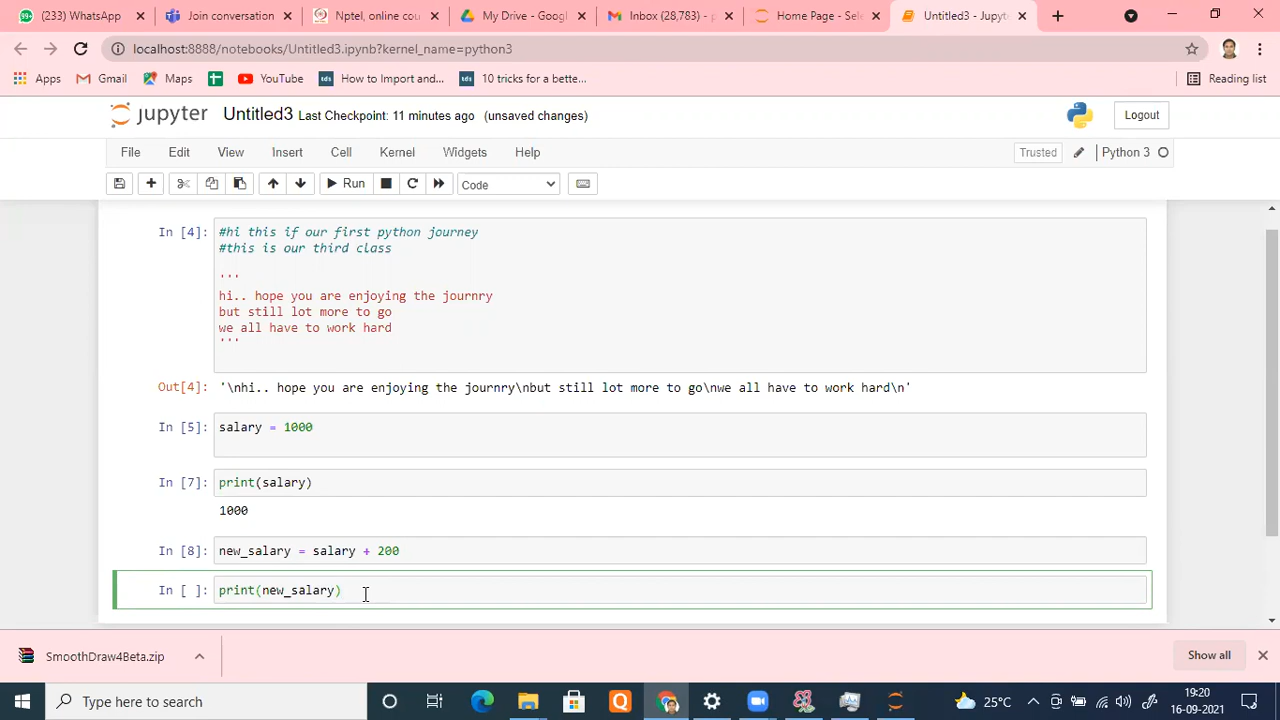 (233) WhatsApp
Join conversation
Nptel, online cou
My Drive - Googl
Inbox (28,783) - p
Home Page - Sele
Untitled3 - Jupyte
localhost:8888/notebooks/Untitled3.ipynb?kernel_name=python3
Apps
Gmail
Maps
YouTube
How to Import and...
10 tricks for a bette...
Reading list
jupyter Untitled3 Last Checkpoint: 11 minutes ago (unsaved changes)
Logout
File Edit View Insert Cell Kernel Widgets Help
Trusted
Python 3
Run
Code
In [4]: #hi this if our first python journey
#this is our third class
'''
hi.. hope you are enjoying the journry
but still lot more to go
we all have to work hard
'''
Out[4]: '\nhi.. hope you are enjoying the journry\nbut still lot more to go\nwe all have to work hard\n'
In [5]: salary = 1000
In [7]: print(salary)
1000
In [8]: new_salary = salary + 200
In [ ]: print(new_salary)
SmoothDraw4Beta.zip
Show all
Type here to search
25°C
19:20
16-09-2021